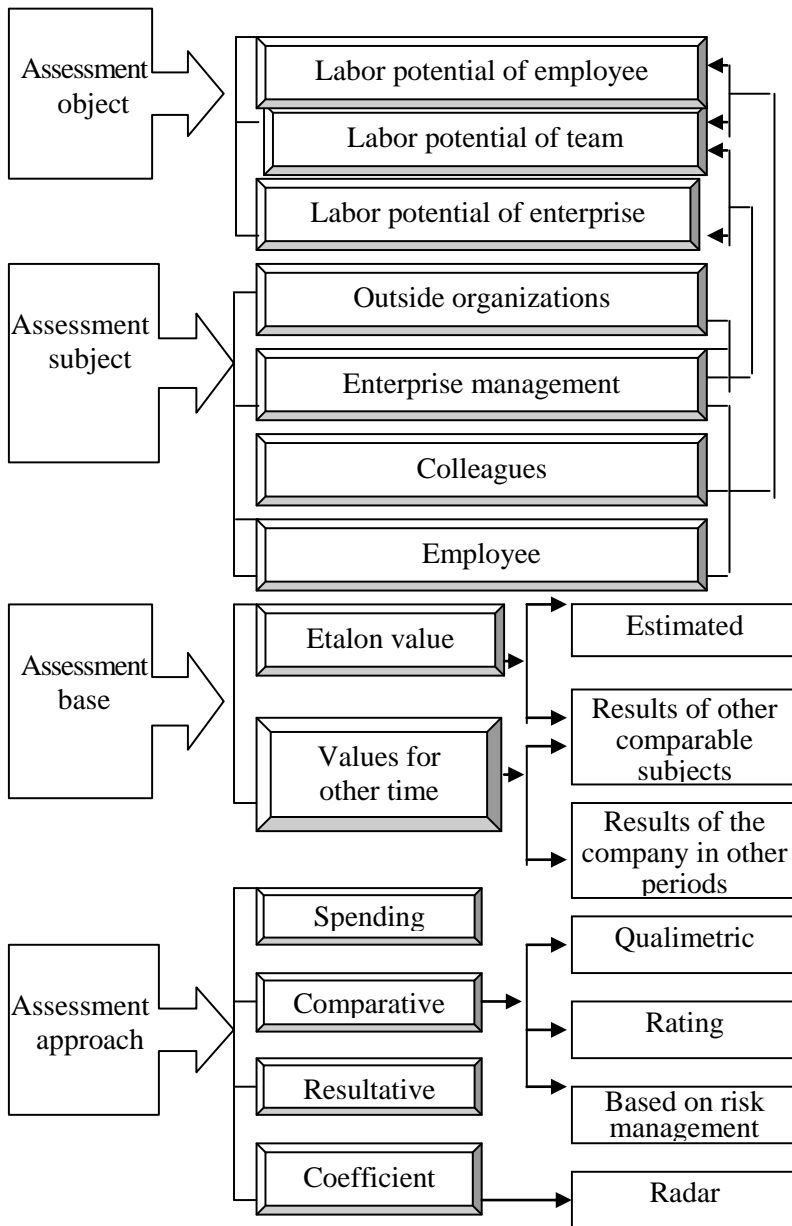 Assessment
object
Labor potential of employee
Labor potential of team
Labor potential of enterprise
Assessment
subject
Outside organizations
Enterprise management
Colleagues
Employee
Assessment
base
Etalon value
Estimated
Values for
other time
Results of other
comparable
subjects
Results of the
company in other
periods
Assessment
approach
Spending
Comparative
Qualimetric
Rating
Based on risk
management
Resultative
Coefficient
Radar